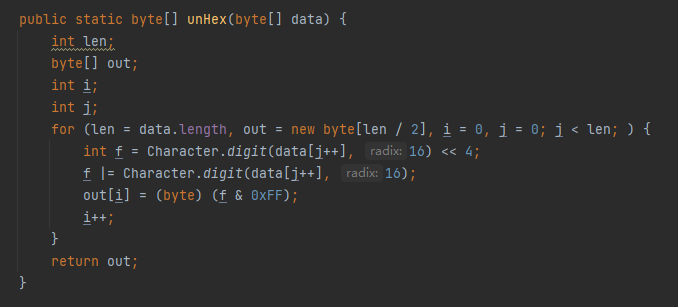 public static byte[] unHex(byte[] data) {
    int len;
    byte[] out;
    int i;
    int j;
    for (len = data.length, out = new byte[len / 2], i = 0, j = 0; j < len; ) {
        int f = Character.digit(data[j++], radix: 16) << 4;
        f |= Character.digit(data[j++], radix: 16);
        out[i] = (byte) (f & 0xFF);
        i++;
    }
    return out;
}